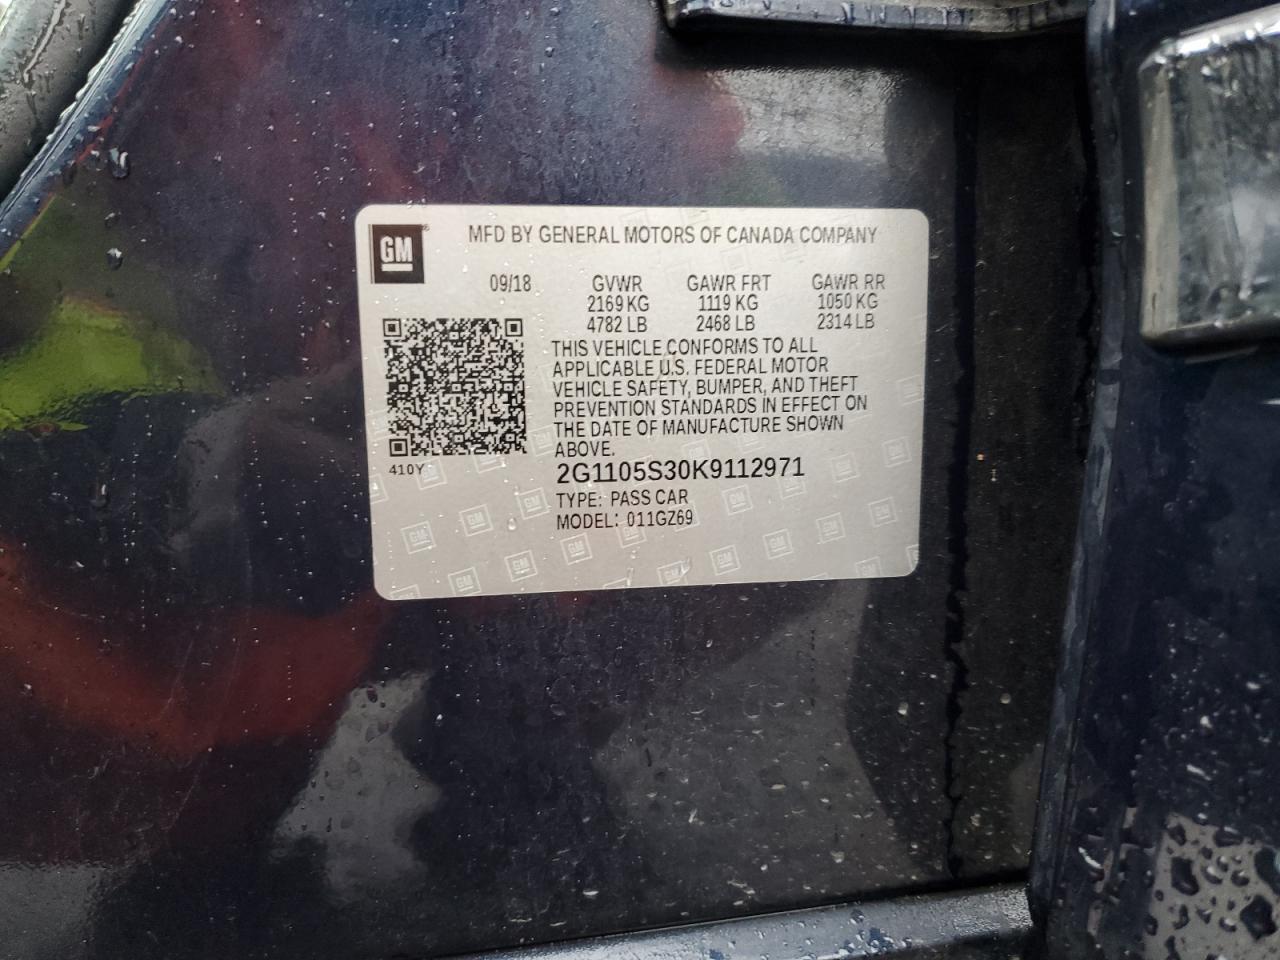 GM
MFD BY GENERAL MOTORS OF CANADA COMPANY
09/18 GVWR GAWR FRT GAWR RR
2169 KG 1119 KG 1050 KG
4782 LB 2468 LB 2314 LB
THIS VEHICLE CONFORMS TO ALL
APPLICABLE U.S. FEDERAL MOTOR
VEHICLE SAFETY, BUMPER, AND THEFT
PREVENTION STANDARDS IN EFFECT ON
THE DATE OF MANUFACTURE SHOWN
ABOVE.
410Y
2G1105S30K9112971
TYPE: PASS CAR
MODEL: 011GZ69